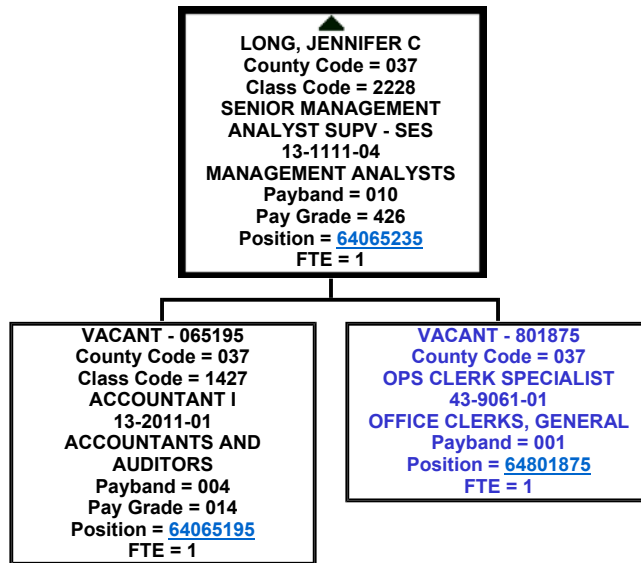 LONG, JENNIFER C
County Code = 037
Class Code = 2228
SENIOR MANAGEMENT
ANALYST SUPV - SES
13-1111-04
MANAGEMENT ANALYSTS
Payband = 010
Pay Grade = 426
Position = 64065235
FTE = 1
VACANT - 065195
County Code = 037
Class Code = 1427
ACCOUNTANT I
13-2011-01
ACCOUNTANTS AND
AUDITORS
Payband = 004
Pay Grade = 014
Position = 64065195
FTE = 1
VACANT - 801875
County Code = 037
OPS CLERK SPECIALIST
43-9061-01
OFFICE CLERKS, GENERAL
Payband = 001
Position = 64801875
FTE = 1